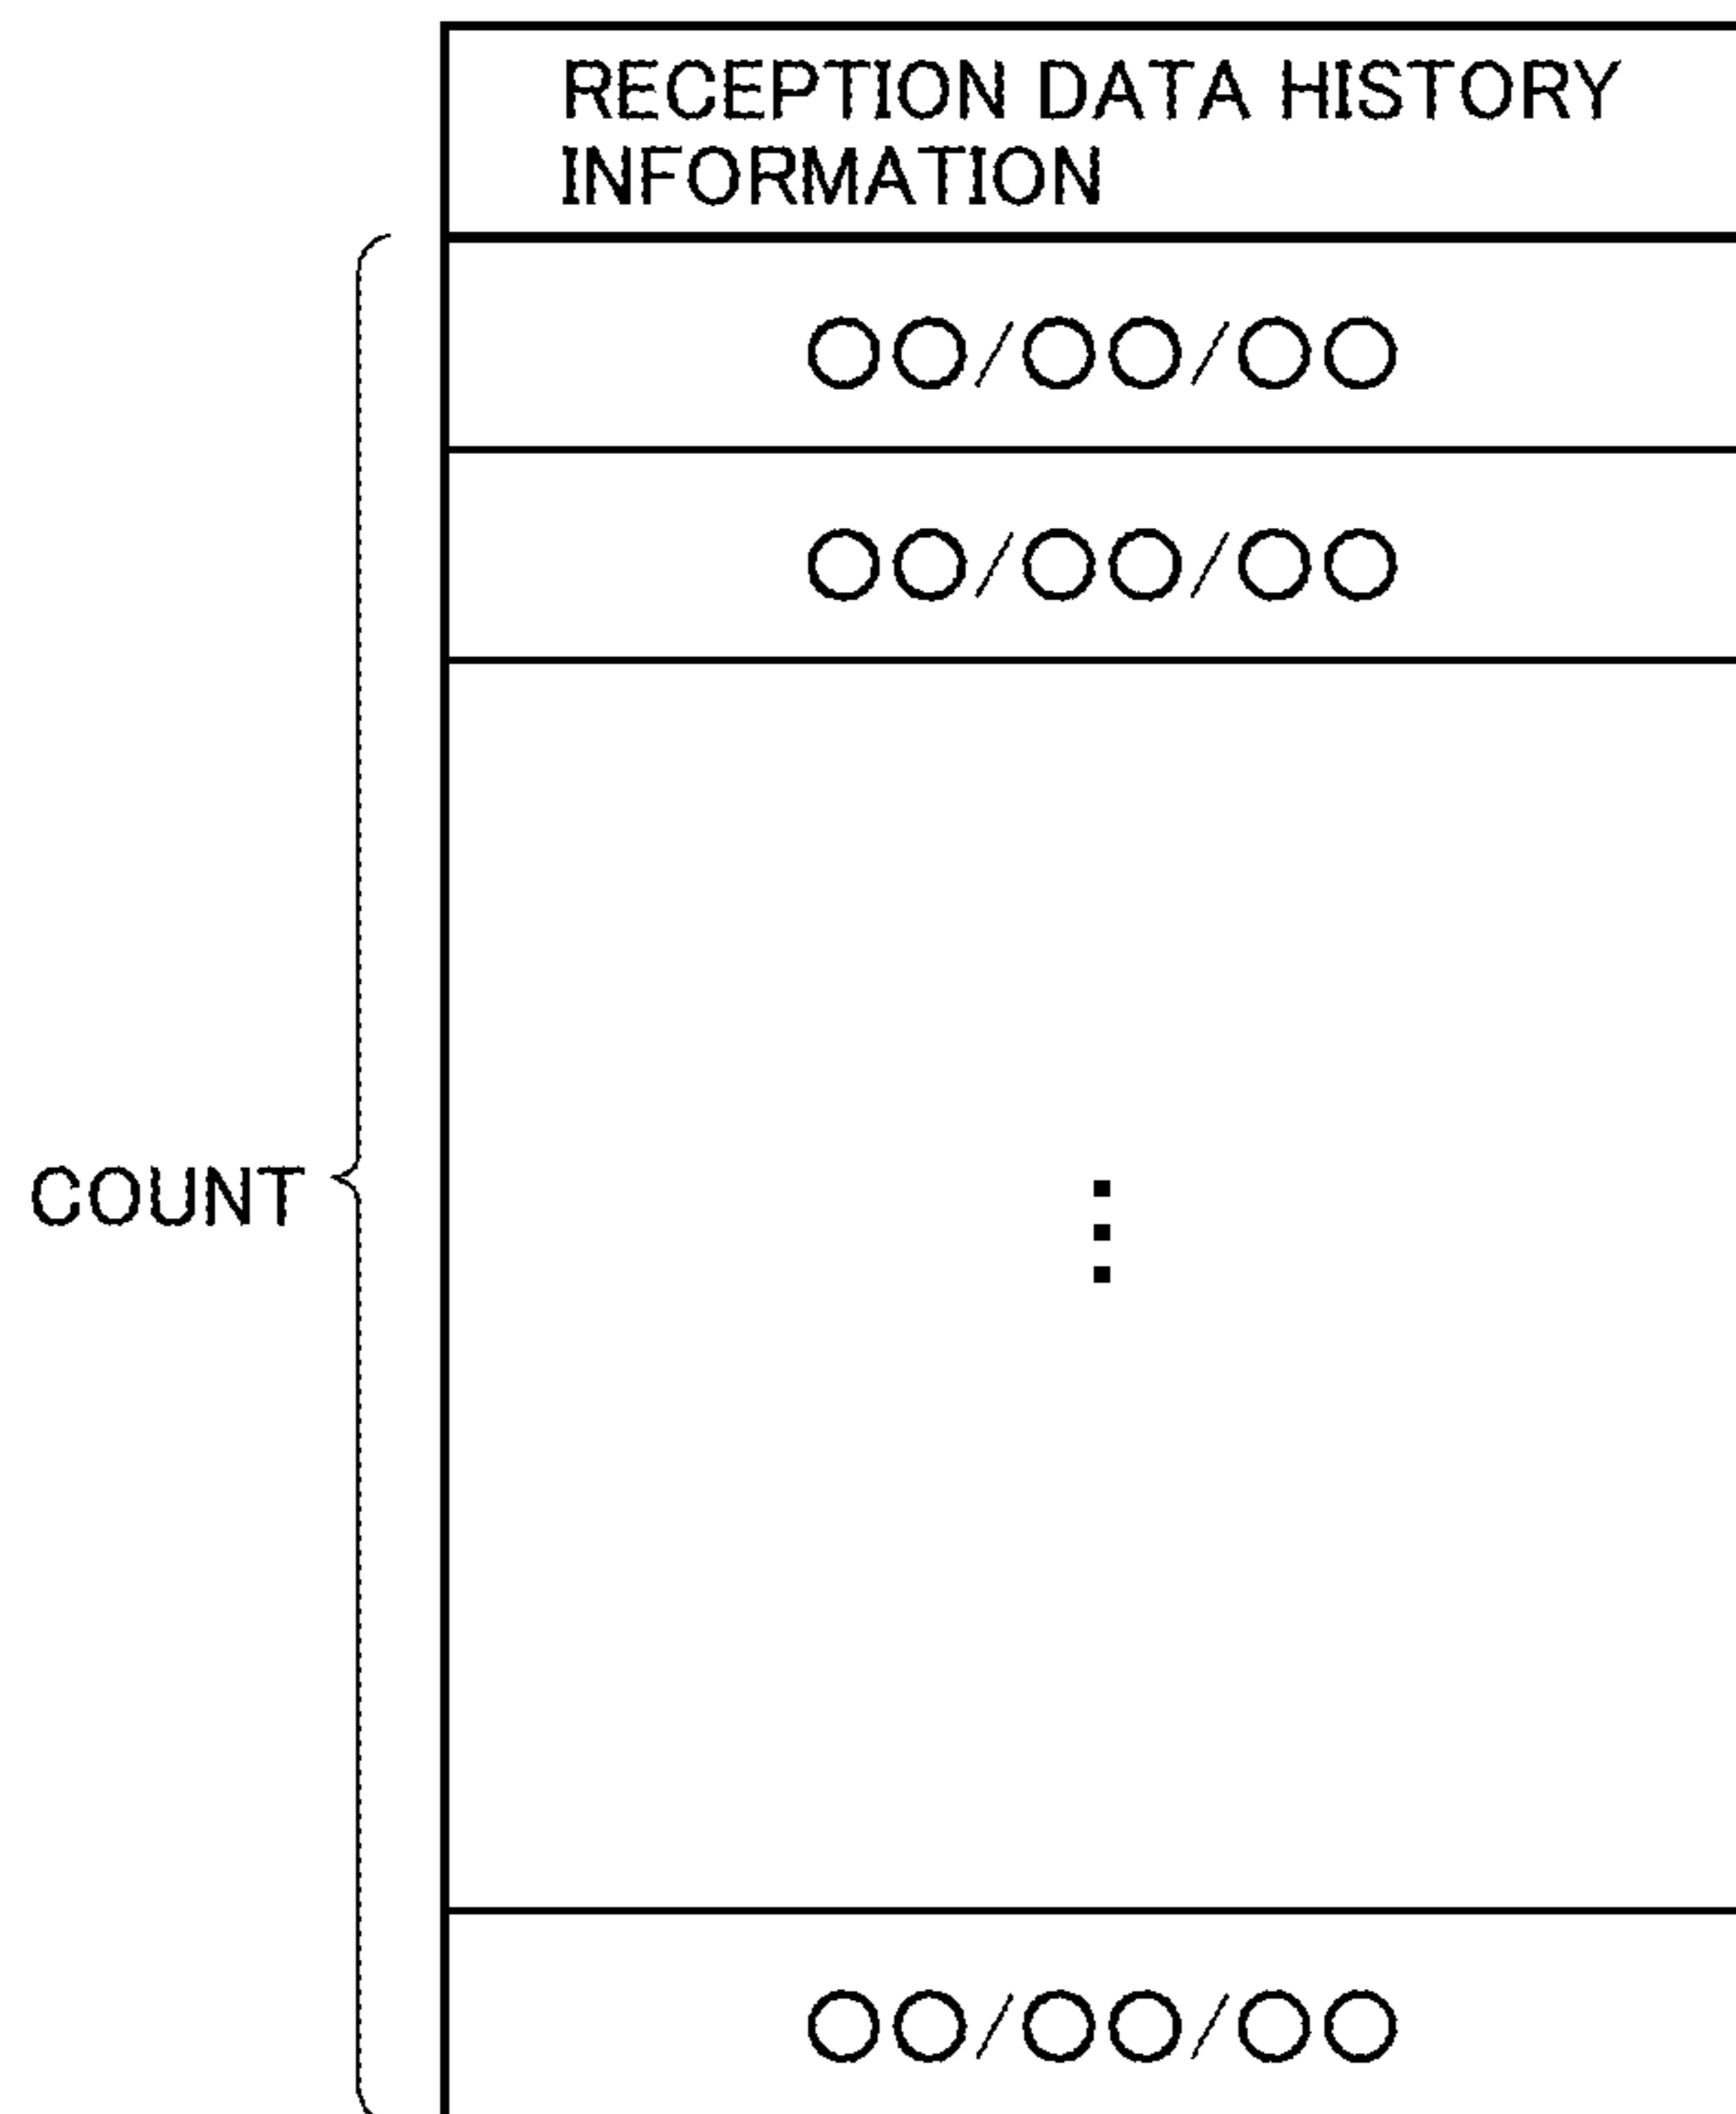 RECEPTION DATA HISTORY
INFORMATION
○○/○○/○○
○○/○○/○○
COUNT
○○/○○/○○